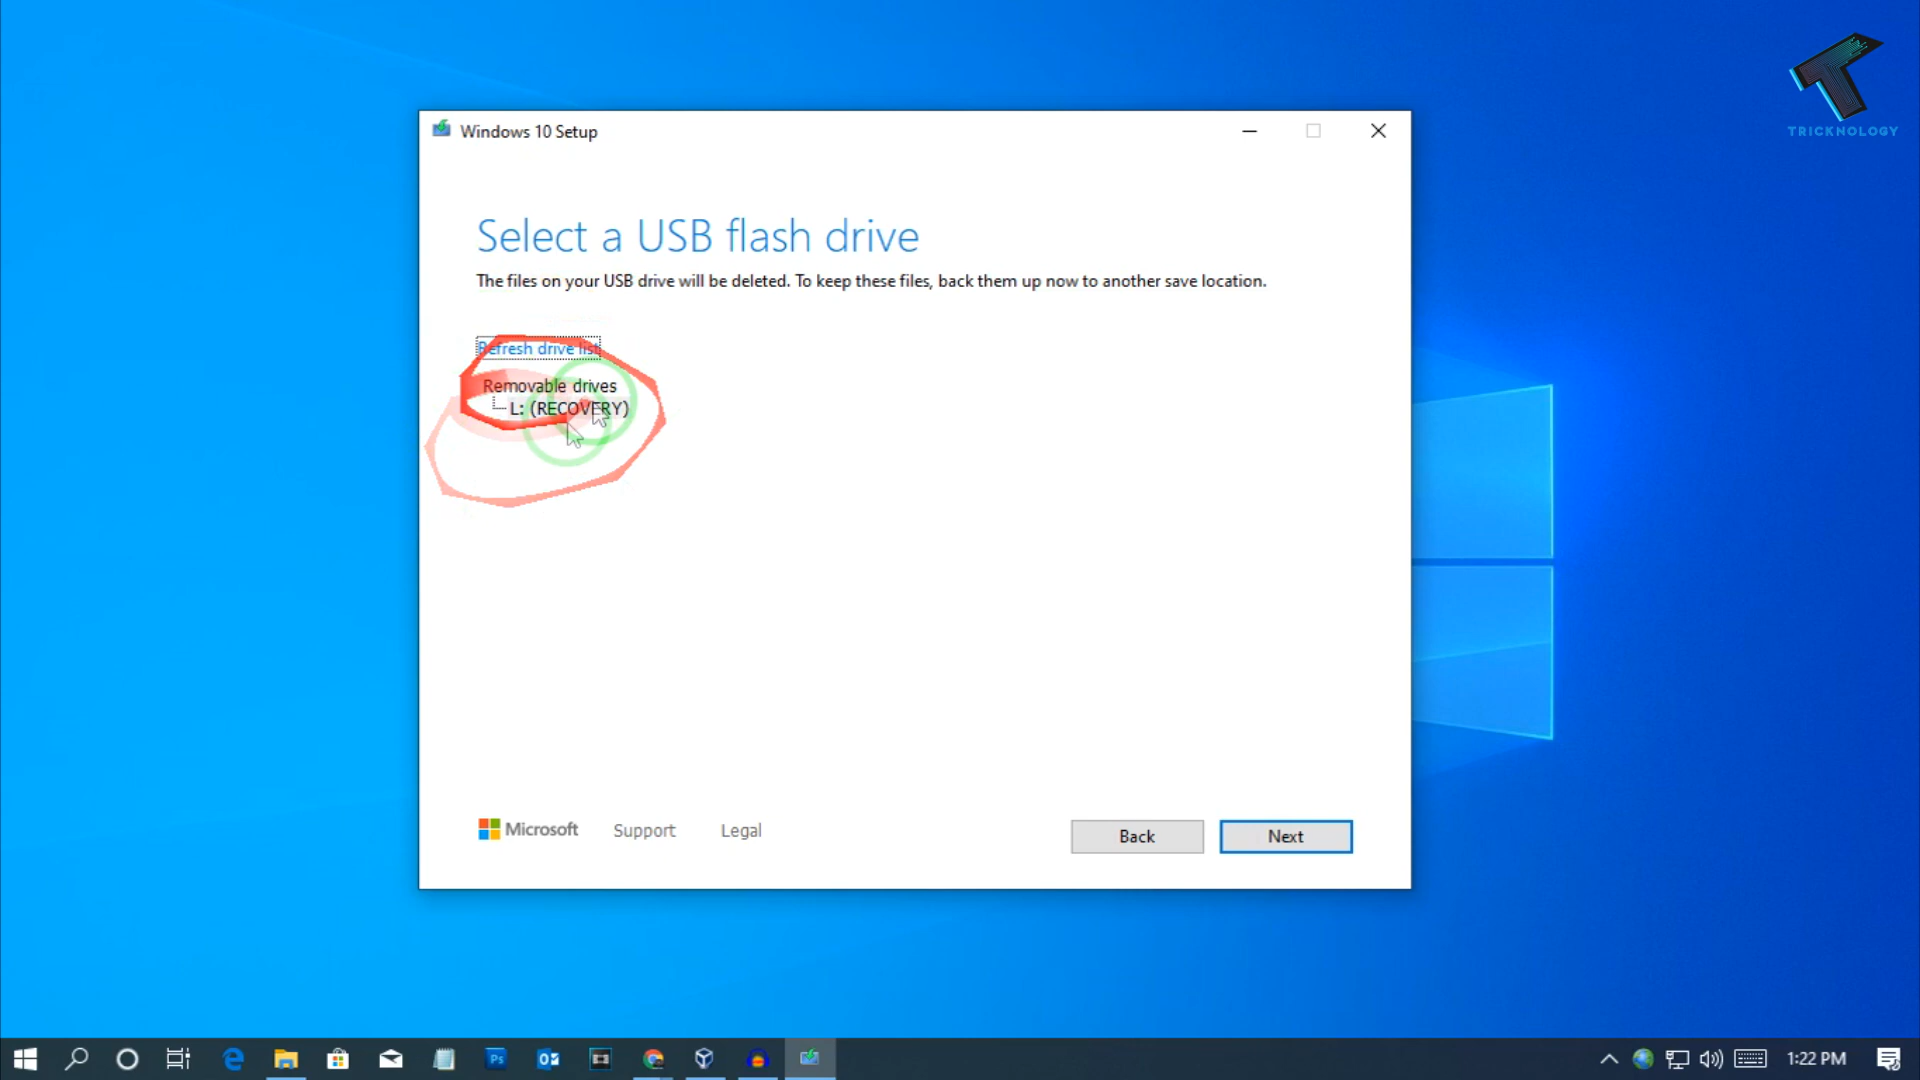 TRICKNOLOGY
Windows 10 Setup
Select a USB flash drive
The files on your USB drive will be deleted. To keep these files, back them up now to another save location.
Refresh drive list
Removable drives
L: (RECOVERY)
Microsoft
Support
Legal
Back
Next
Ps
1:22 PM